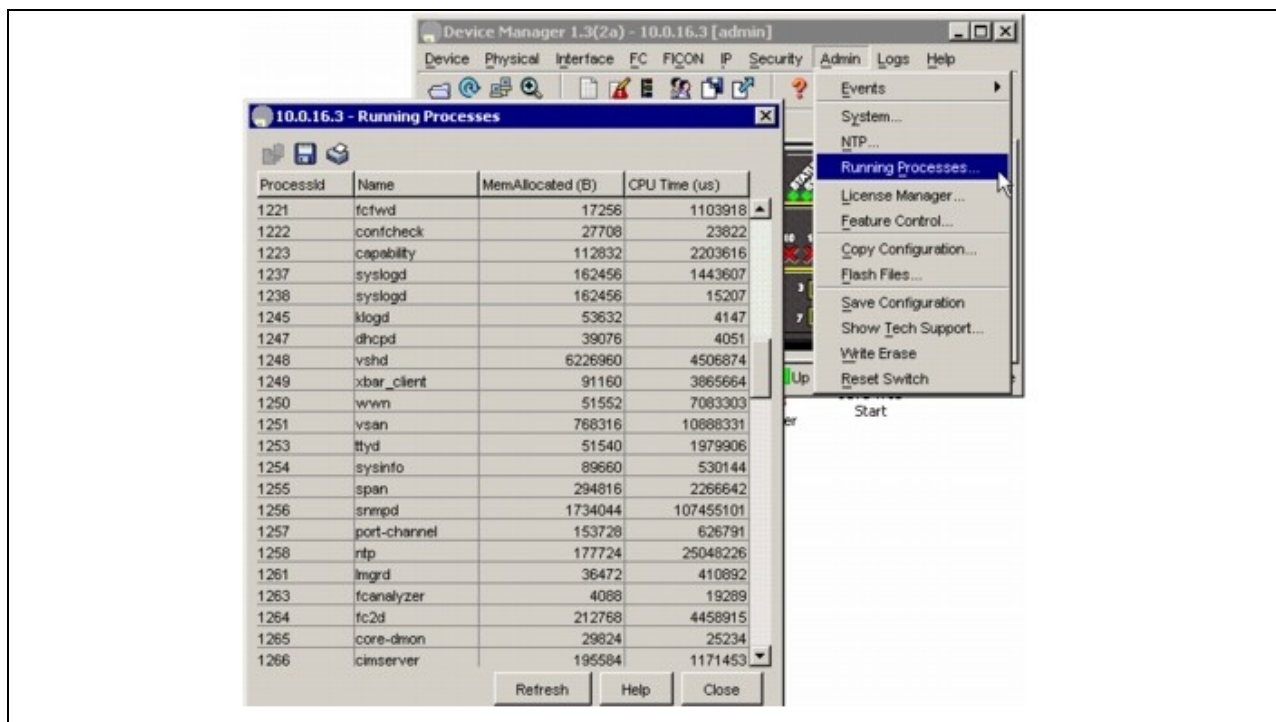 Device Manager 1.3(2a) - 10.0.16.3 [admin]
Device Physical Interface FC FICON IP Security Admin Logs Help
Events
System...
NTP...
Running Processes...
License Manager...
Feature Control...
Copy Configuration...
Flash Files...
Save Configuration
Show Tech Support...
Write Erase
Reset Switch
Up
Start
10.0.16.3 - Running Processes
ProcessId Name MemAllocated (B) CPU Time (us)
1221 fcfwd 17256 1103918
1222 confcheck 27708 23822
1223 capability 112832 2203616
1237 syslogd 162456 1443607
1238 syslogd 162456 15207
1245 klogd 53632 4147
1247 dhcpd 39076 4051
1248 vshd 6226960 4506874
1249 xbar_client 91160 3865664
1250 wwn 51552 7083303
1251 vsan 768316 10888331
1253 ttyd 51540 1979906
1254 sysinfo 89660 530144
1255 span 294816 2266642
1256 snmpd 1734044 107455101
1257 port-channel 153728 626791
1258 ntp 177724 25048226
1261 lmgrd 36472 410892
1263 fcanalyzer 4088 19289
1264 fc2d 212768 4458915
1265 core-dmon 29824 25234
1266 cimserver 195584 1171453
Refresh Help Close